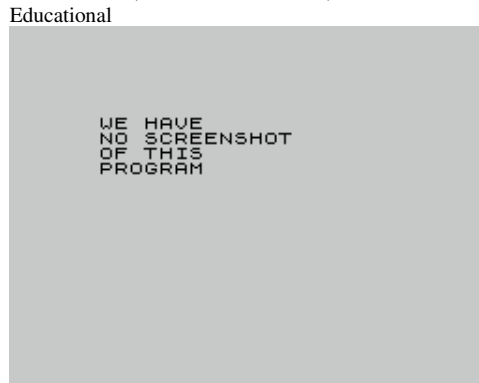 Educational
WE HAVE
NO SCREENSHOT
OF THIS
PROGRAM